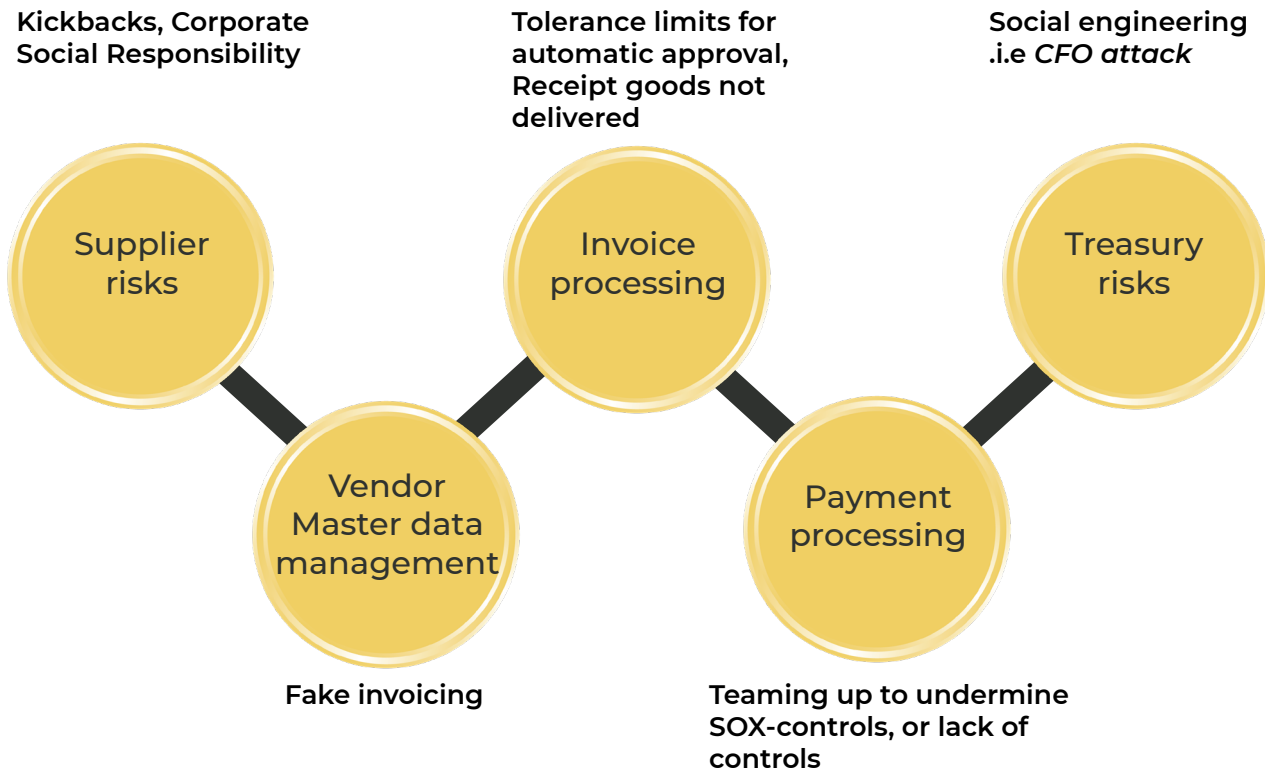 Kickbacks, Corporate
Social Responsibility
Tolerance limits for
automatic approval,
Receipt goods not
delivered
Social engineering
.i.e CFO attack
Supplier
risks
Invoice
processing
Treasury
risks
Vendor
Master data
management
Payment
processing
Fake invoicing
Teaming up to undermine
SOX-controls, or lack of
controls